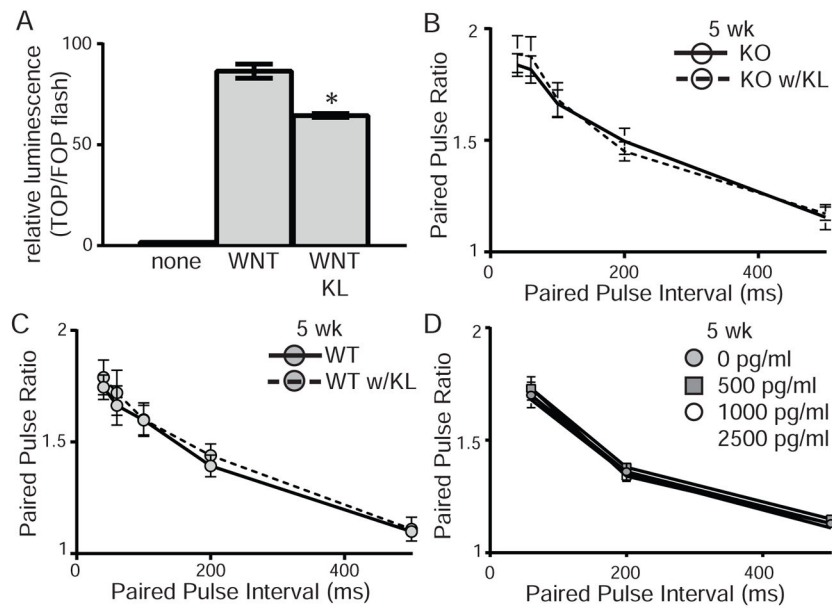 A
relative luminescence
(TOP/FOP flash)
100
50
0
*
none
WNT
WNT
KL
B
Paired Pulse Ratio
2
1.5
1
5 wk
KO
KO w/KL
0
200
400
Paired Pulse Interval (ms)
C
Paired Pulse Ratio
2
1.5
1
5 wk
WT
WT w/KL
0
200
400
Paired Pulse Interval (ms)
D
Paired Pulse Ratio
2
1.5
1
5 wk
0 pg/ml
500 pg/ml
1000 pg/ml
2500 pg/ml
0
200
400
Paired Pulse Interval (ms)